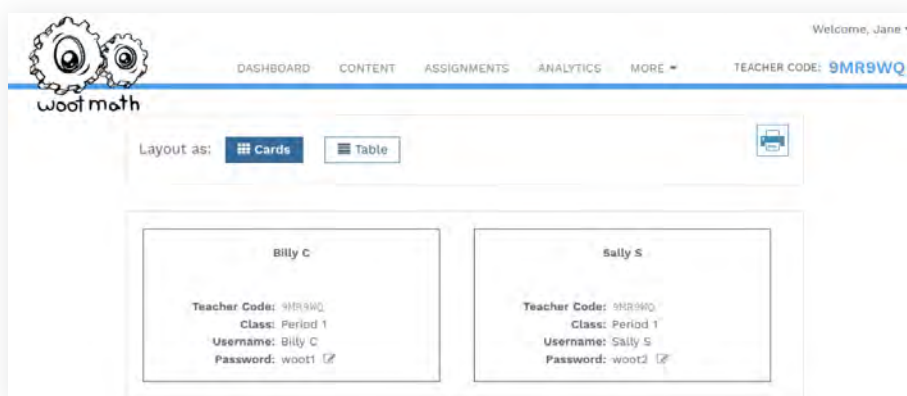 Welcome, Jane
DASHBOARD CONTENT ASSIGNMENTS ANALYTICS MORE TEACHER CODE: 9MR9WQ
woot math
Layout as: Cards Table
Billy C
Teacher Code: 9MR9WQ
Class: Period 1
Username: Billy C
Password: woot1
Sally S
Teacher Code: 9MR9WQ
Class: Period 1
Username: Sally S
Password: woot2